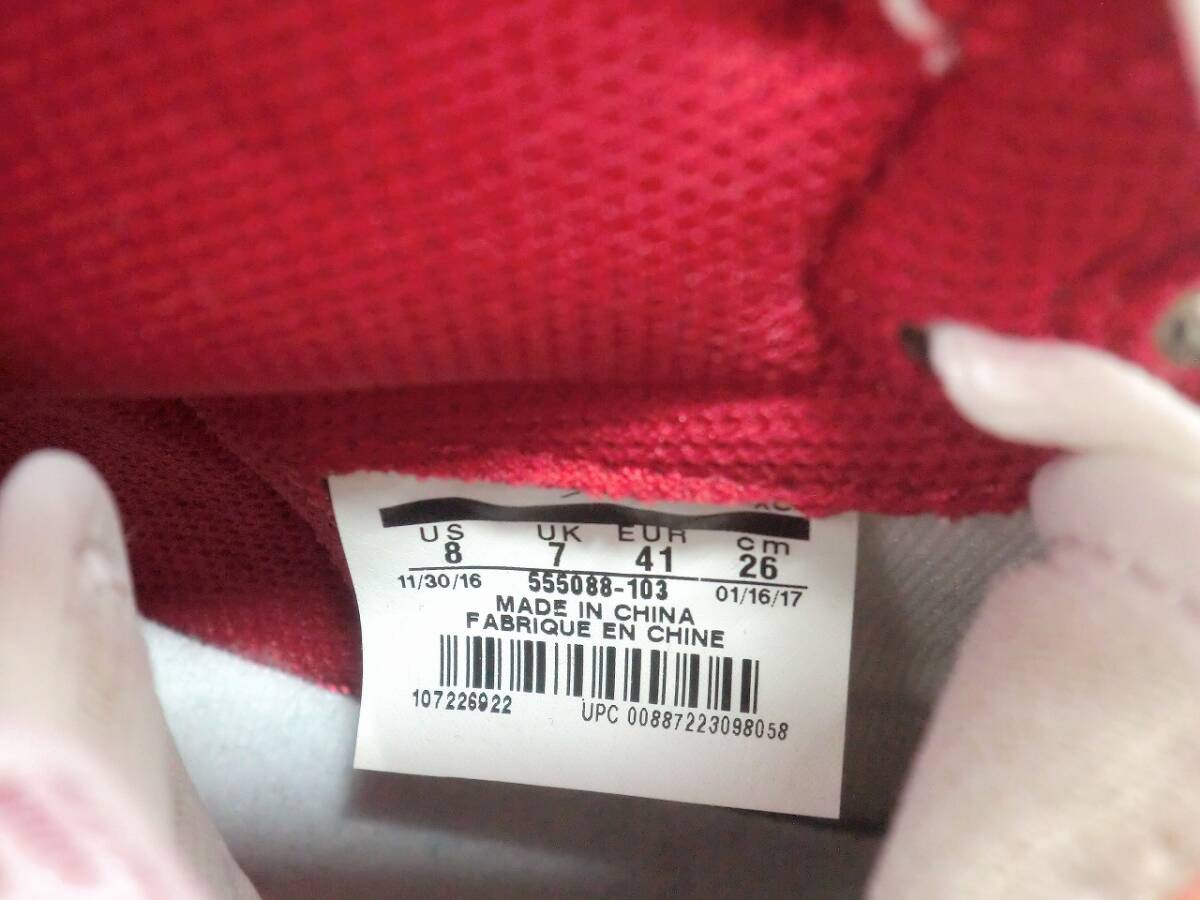 XC
US UK EUR cm
8 7 41 26
11/30/16 555088-103 01/16/17
MADE IN CHINA
FABRIQUE EN CHINE
107226922 UPC 00887223098058